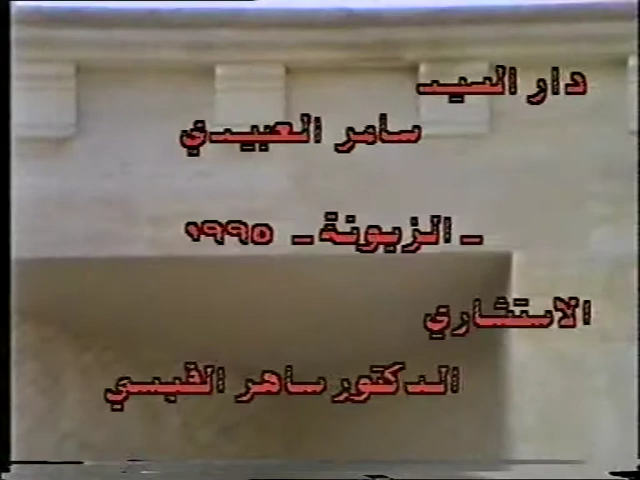 دار السيد
سامر العبيدي
- الزيونة - ١٩٩٥
الاستشاري
الدكتور ساهر القيسي